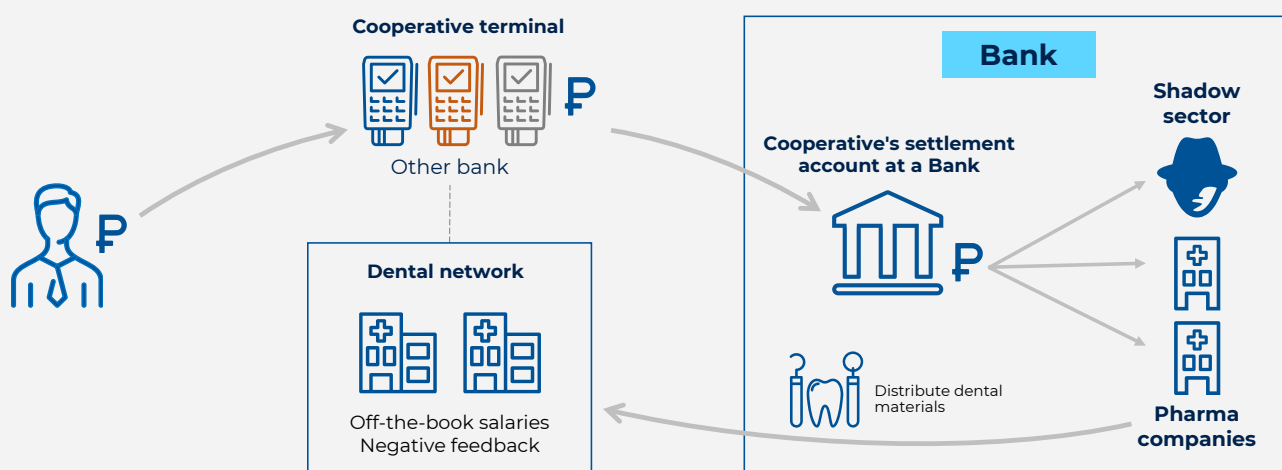 Cooperative terminal
₽
Other bank
₽
Dental network
Off-the-book salaries
Negative feedback
Bank
Cooperative's settlement
account at a Bank
₽
Shadow
sector
Distribute dental
materials
Pharma
companies